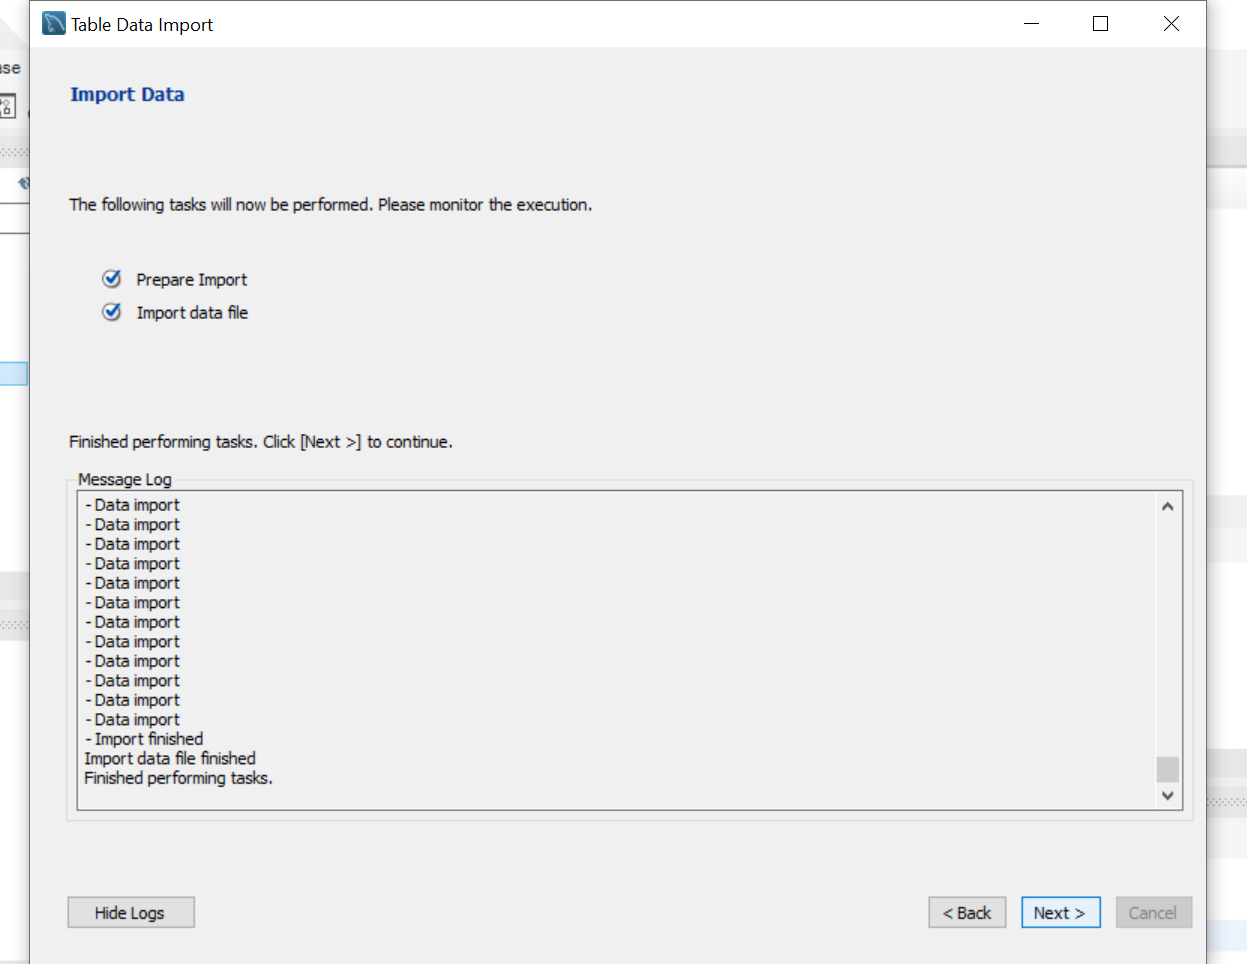 Table Data Import
Import Data
The following tasks will now be performed. Please monitor the execution.
Prepare Import
Import data file
Finished performing tasks. Click [Next >] to continue.
Message Log
- Data import
- Data import
- Data import
- Data import
- Data import
- Data import
- Data import
- Data import
- Data import
- Data import
- Data import
- Data import
- Import finished
Import data file finished
Finished performing tasks.
Hide Logs
< Back
Next >
Cancel